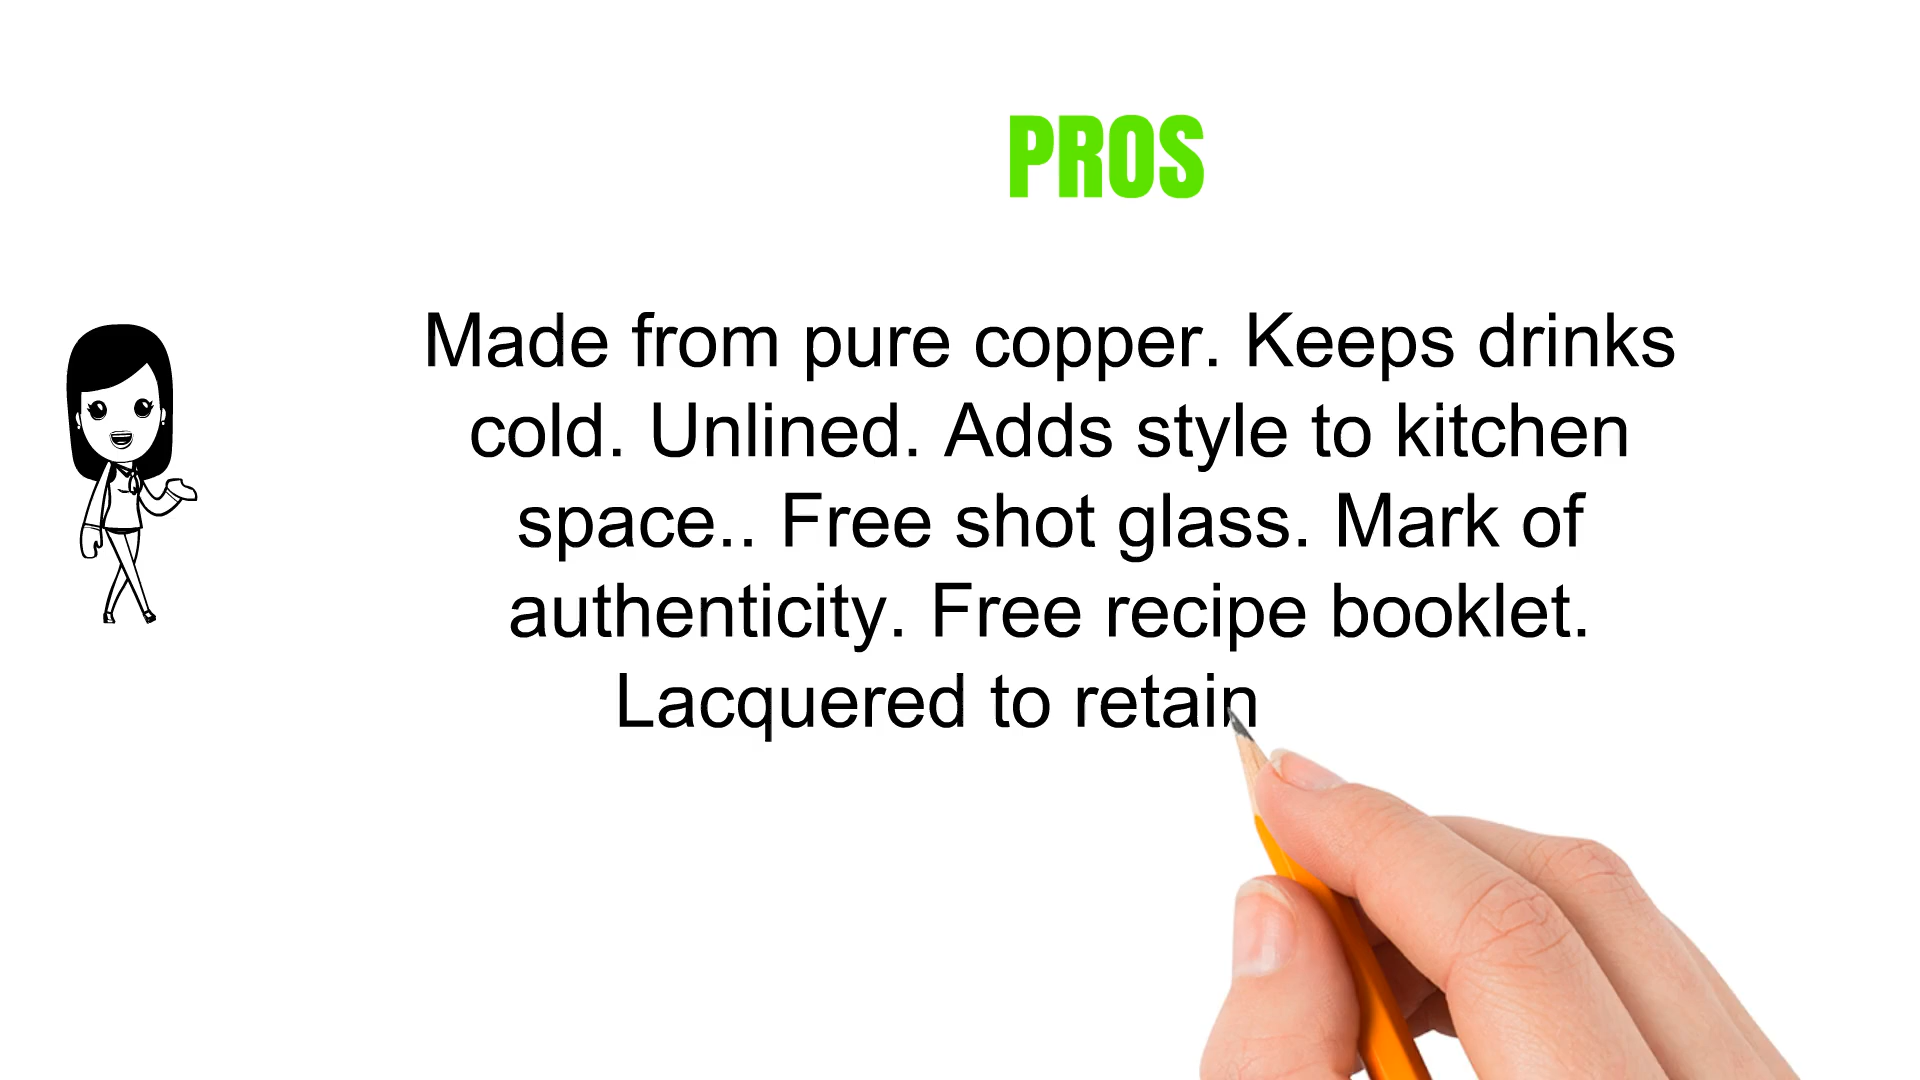 PROS
Made from pure copper. Keeps drinks
cold. Unlined. Adds style to kitchen
space.. Free shot glass. Mark of
authenticity. Free recipe booklet.
Lacquered to retain